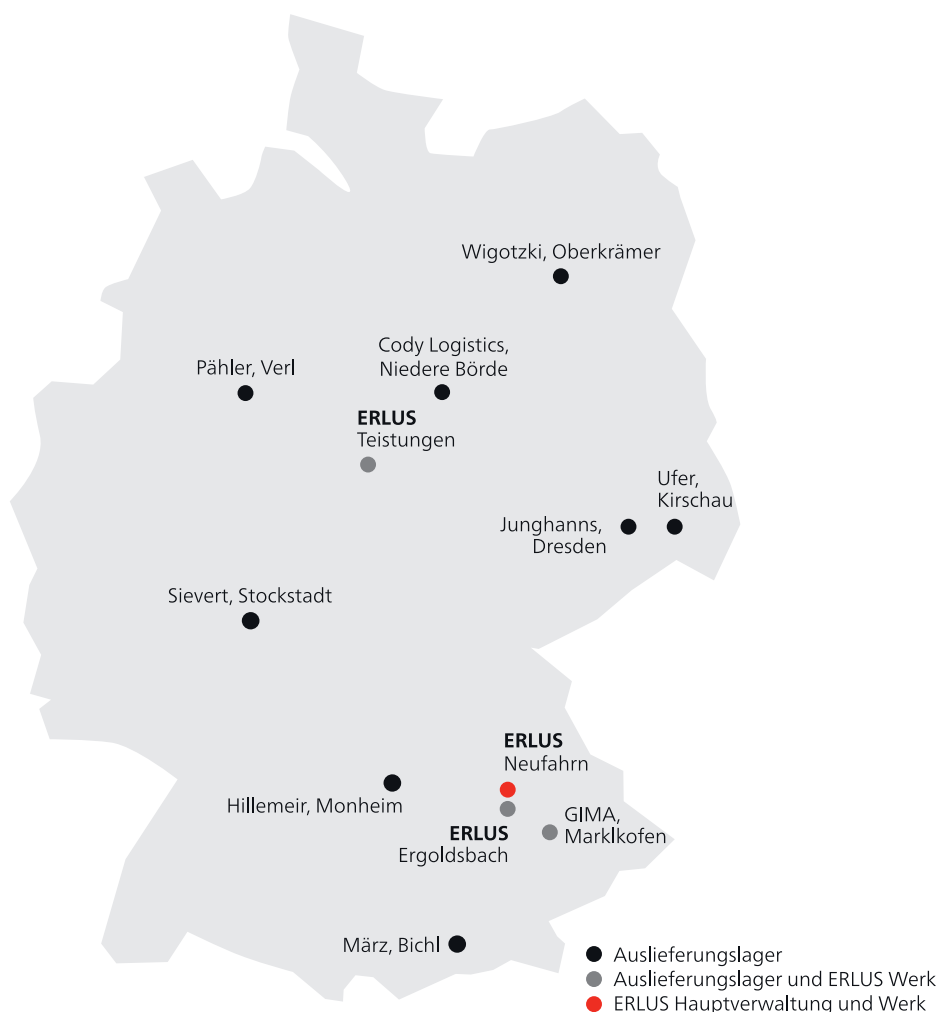 Wigotzki, Oberkrämer
Cody Logistics,
Niedere Börde
Pähler, Verl
ERLUS
Teistungen
Ufer,
Kirschau
Junghanns,
Dresden
Sievert, Stockstadt
ERLUS
Neufahrn
Hillemeir, Monheim
GIMA,
Marklkofen
ERLUS
Ergoldsbach
März, Bichl
Auslieferungslager
Auslieferungslager und ERLUS Werk
ERLUS Hauptverwaltung und Werk